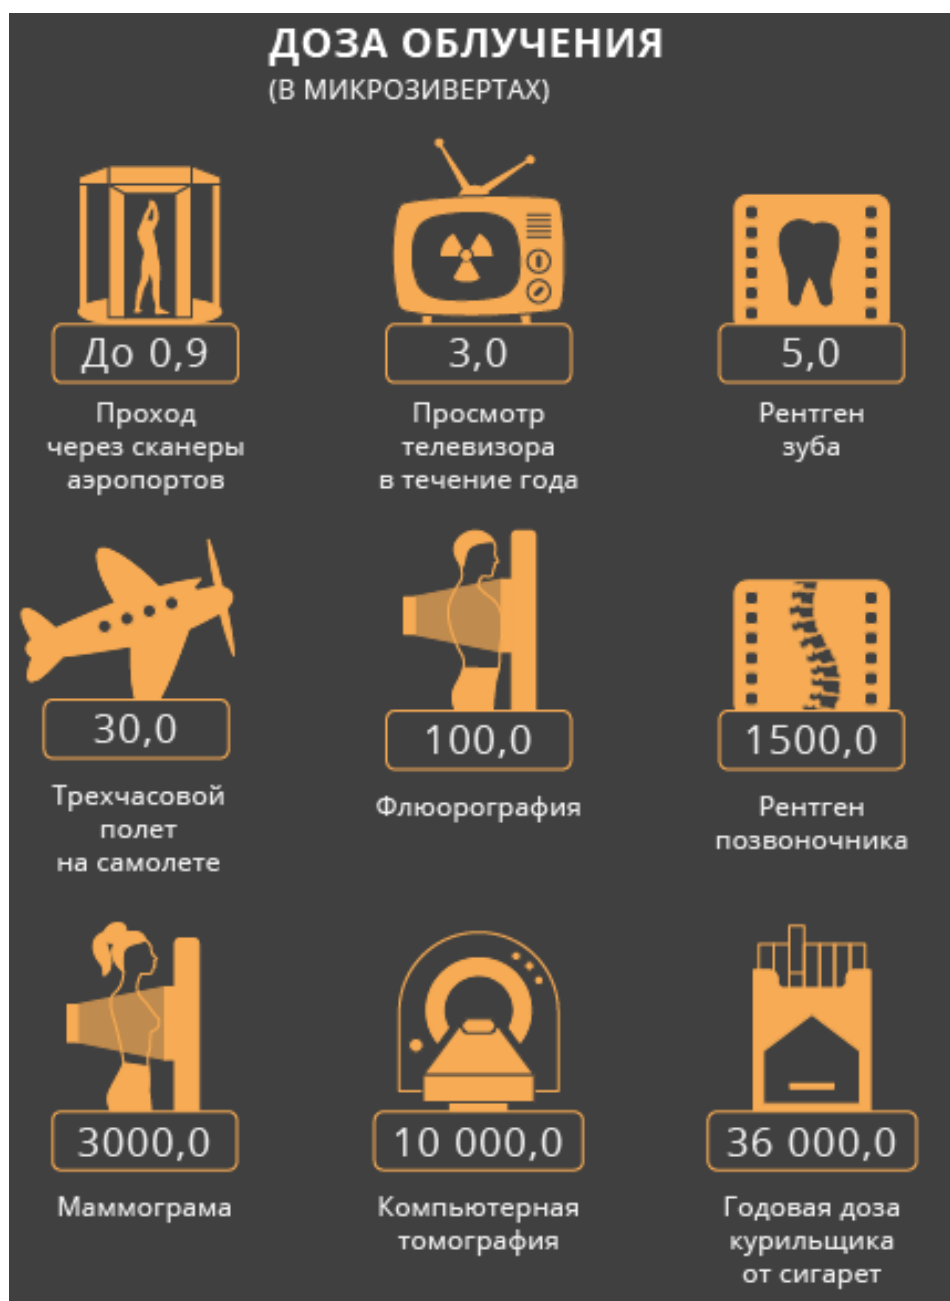 ДОЗА ОБЛУЧЕНИЯ
(В МИКРОЗИВЕРТАХ)
До 0,9
Проход
через сканеры
аэропортов
3,0
Просмотр
телевизора
в течение года
5,0
Рентген
зуба
30,0
Трехчасовой
полет
на самолете
100,0
Флюорография
1500,0
Рентген
позвоночника
3000,0
Маммограма
10 000,0
Компьютерная
томография
36 000,0
Годовая доза
курильщика
от сигарет